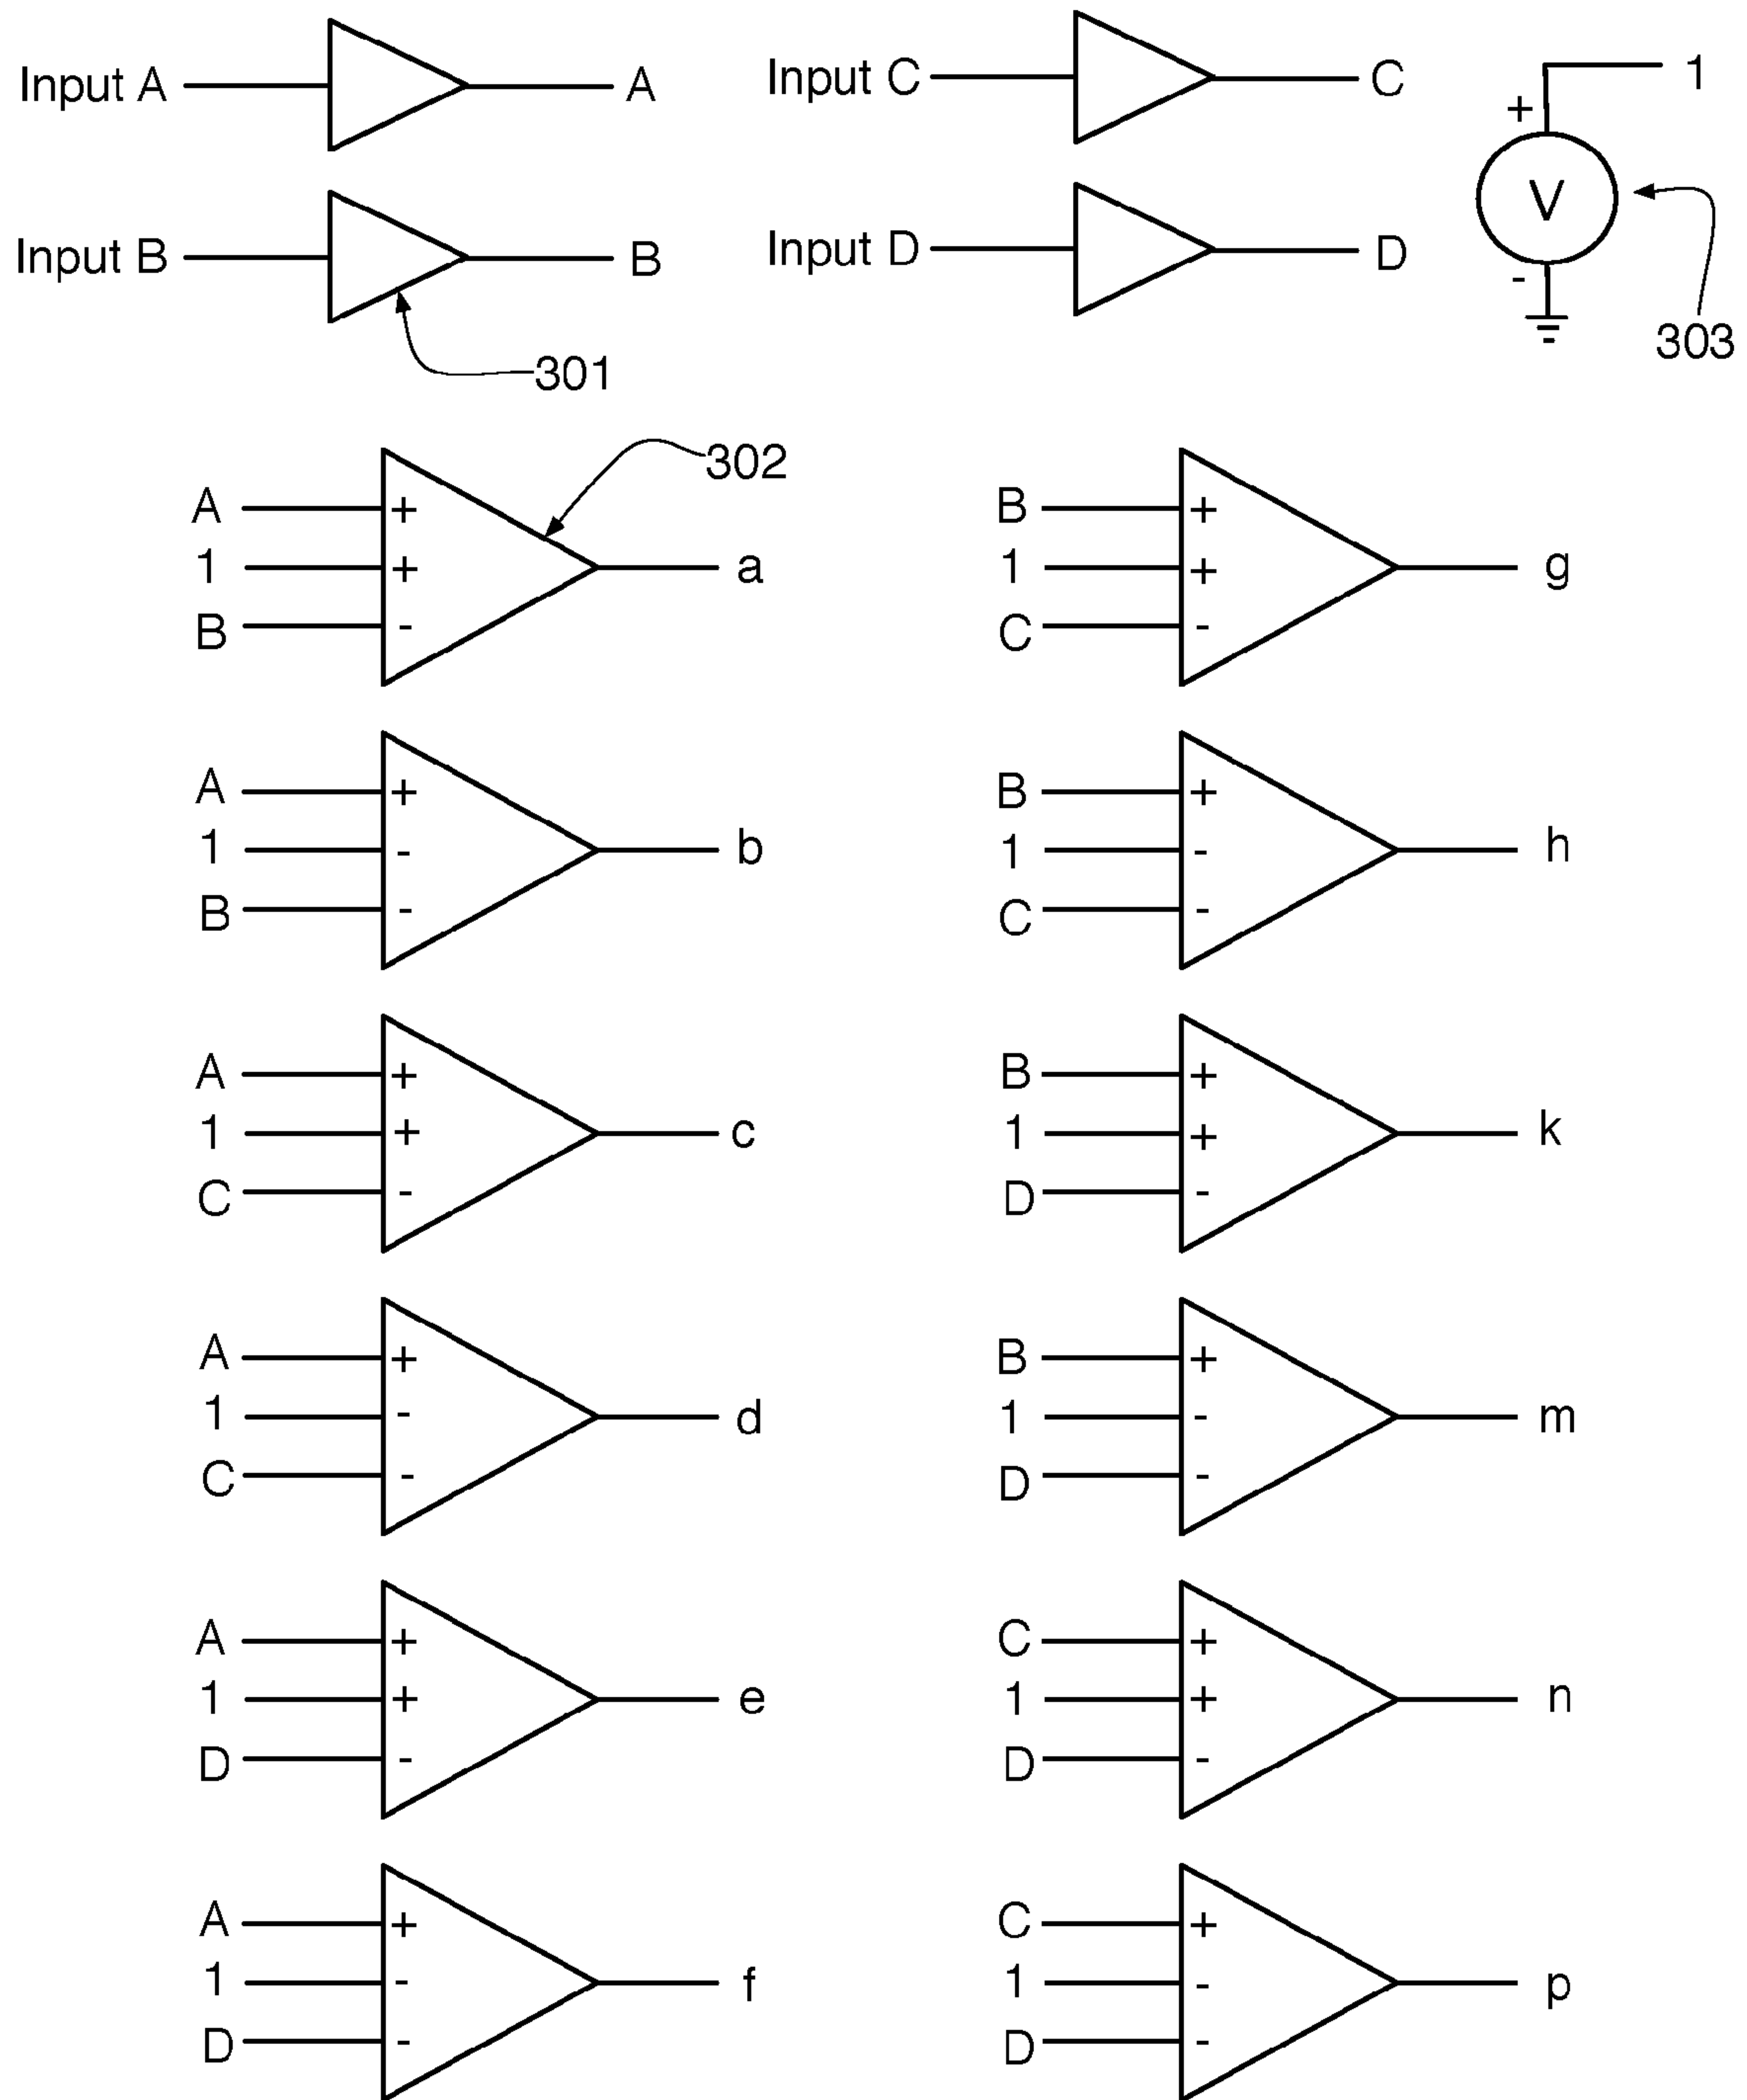 Input A A
Input C C
1
+
V
-
303
Input B B
301
Input D D
302
A +
1 + a
B -
B +
1 + g
C -
A +
1 - b
B -
B +
1 - h
C -
A +
1 + c
C -
B +
1 + k
D -
A +
1 - d
C -
B +
1 - m
D -
A +
1 + e
D -
C +
1 + n
D -
A +
1 - f
D -
C +
1 - p
D -